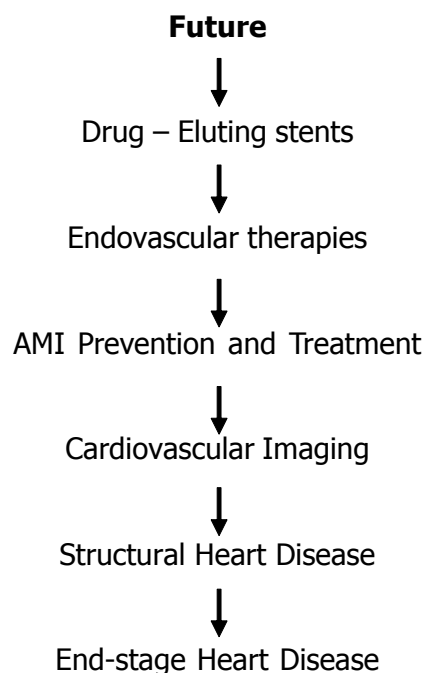 Future
Drug – Eluting stents
Endovascular therapies
AMI Prevention and Treatment
Cardiovascular Imaging
Structural Heart Disease
End-stage Heart Disease